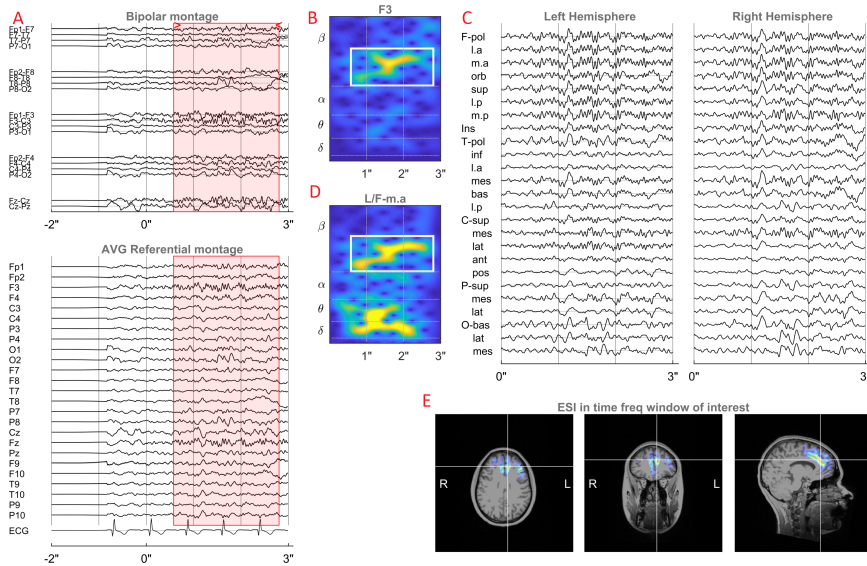 A
Bipolar montage
Fp1-F7
F7-T7
T7-P7
P7-O1
Fp2-F8
F8-T8
T8-P8
P8-O2
Fp1-F3
F3-C3
C3-P3
P3-O1
Fp2-F4
F4-C4
C4-P4
P4-O2
Fz-Cz
Cz-Pz
-2" 0" 3"
AVG Referential montage
Fp1
Fp2
F3
F4
C3
C4
P3
P4
O1
O2
F7
F8
T7
T8
P7
P8
Cz
Fz
Pz
F9
F10
T9
T10
P9
P10
ECG
-2" 0" 3"
B
F3
β
α
θ
δ
1" 2" 3"
D
L/F-m.a
β
α
θ
δ
1" 2" 3"
C
Left Hemisphere
Right Hemisphere
F-pol
l.a
m.a
orb
sup
l.p
m.p
Ins
T-pol
inf
l.a
mes
bas
l.p
C-sup
mes
lat
ant
pos
P-sup
mes
lat
O-bas
lat
mes
0" 3"
0" 3"
E
ESI in time freq window of interest
R L
R L